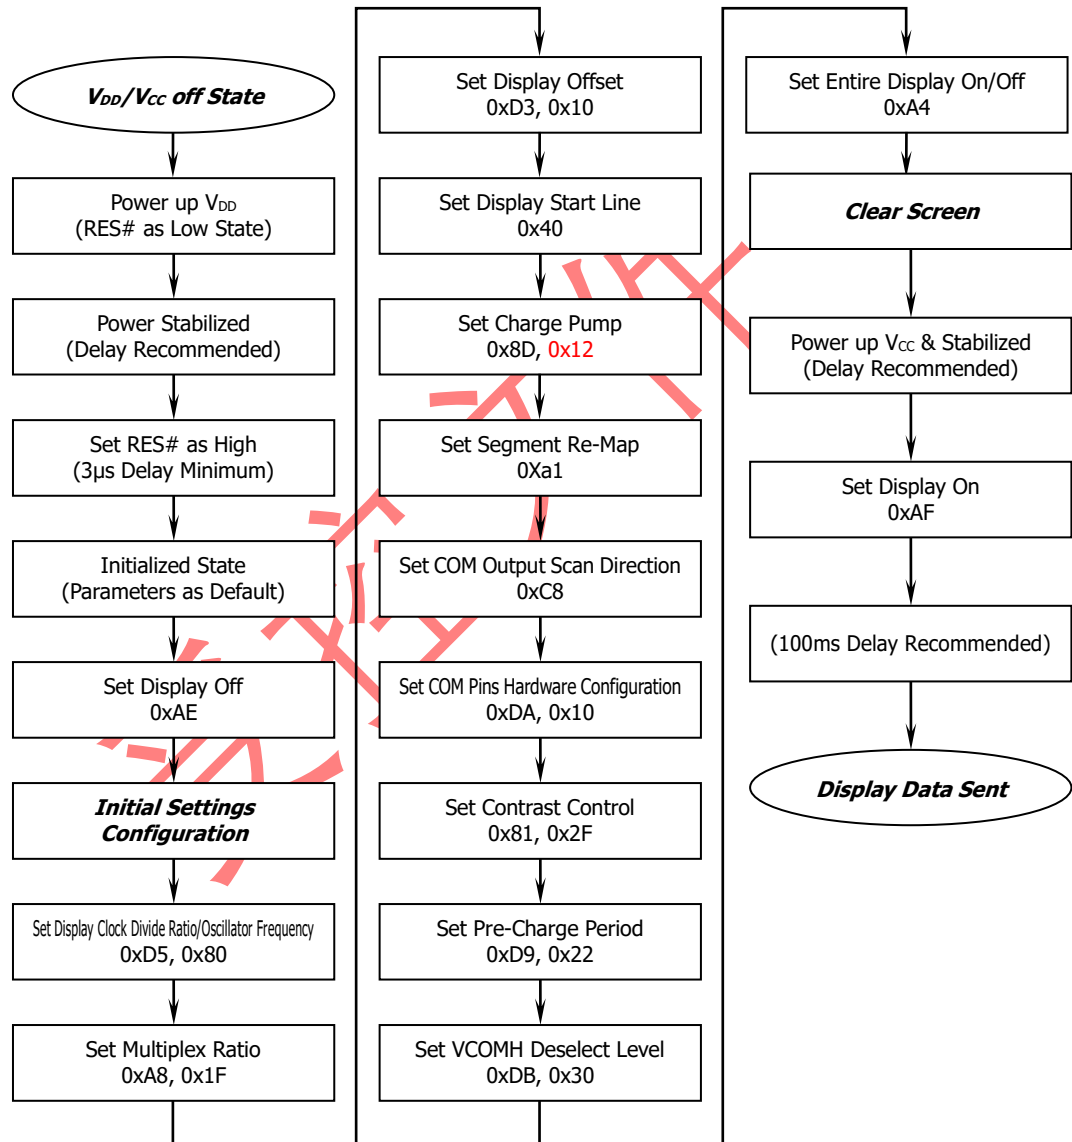 VDD/VCC off State
Power up VDD
(RES# as Low State)
Power Stabilized
(Delay Recommended)
Set RES# as High
(3μs Delay Minimum)
Initialized State
(Parameters as Default)
Set Display Off
0xAE
Initial Settings
Configuration
Set Display Clock Divide Ratio/Oscillator Frequency
0xD5, 0x80
Set Multiplex Ratio
0xA8, 0x1F
Set Display Offset
0xD3, 0x10
Set Display Start Line
0x40
Set Charge Pump
0x8D, 0x12
Set Segment Re-Map
0Xa1
Set COM Output Scan Direction
0xC8
Set COM Pins Hardware Configuration
0xDA, 0x10
Set Contrast Control
0x81, 0x2F
Set Pre-Charge Period
0xD9, 0x22
Set VCOMH Deselect Level
0xDB, 0x30
Set Entire Display On/Off
0xA4
Clear Screen
Power up VCC & Stabilized
(Delay Recommended)
Set Display On
0xAF
(100ms Delay Recommended)
Display Data Sent